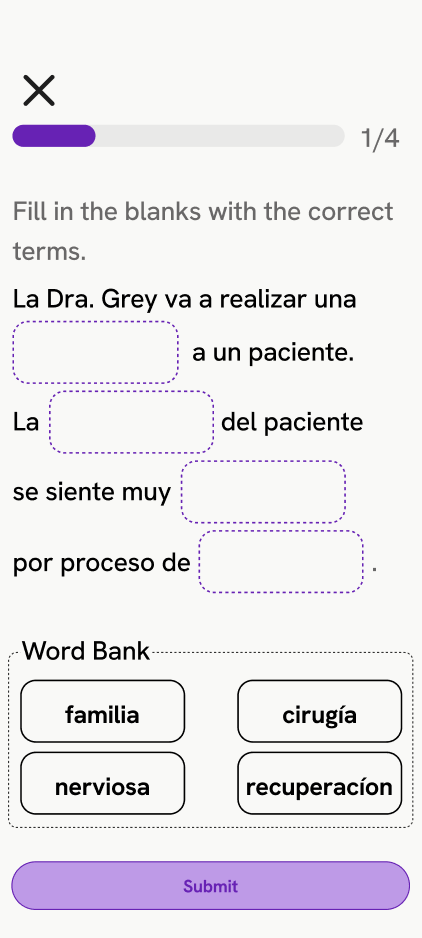 1/4
Fill in the blanks with the correct
terms.
La Dra. Grey va a realizar una
a un paciente.
La del paciente
se siente muy
por proceso de .
Word Bank
familia cirugía
nerviosa recuperacíon
Submit